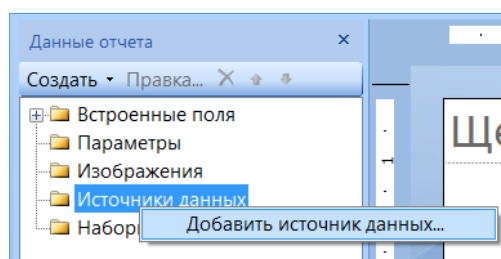 Данные отчета
Создать Правка...
Встроенные поля
Параметры
Изображения
Источники данных
Добавить источник данных...